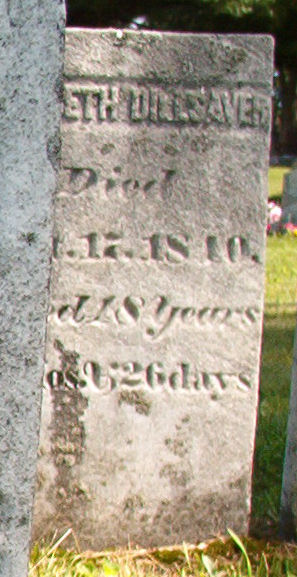 ETH DILLSAVER
Died
t. 17. 1840.
ed 18 Years
os & 26 days